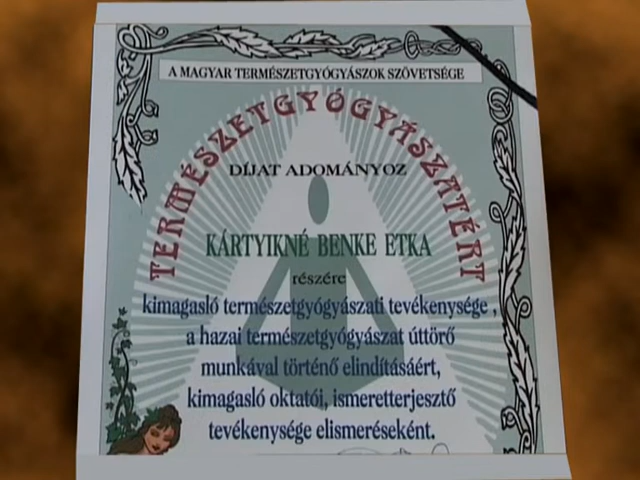 A MAGYAR TERMÉSZETGYÓGYÁSZOK SZÖVETSÉGE
TERMÉSZETGYÓGYÁSZATÉRT
DÍJAT ADOMÁNYOZ
KÁRTYIKNÉ BENKE ETKA
részére
kimagasló természetgyógyászati tevékenysége ,
a hazai természetgyógyászat úttörő
munkával történő elindításáért,
kimagasló oktatói, ismeretterjesztő
tevékenysége elismeréseként.